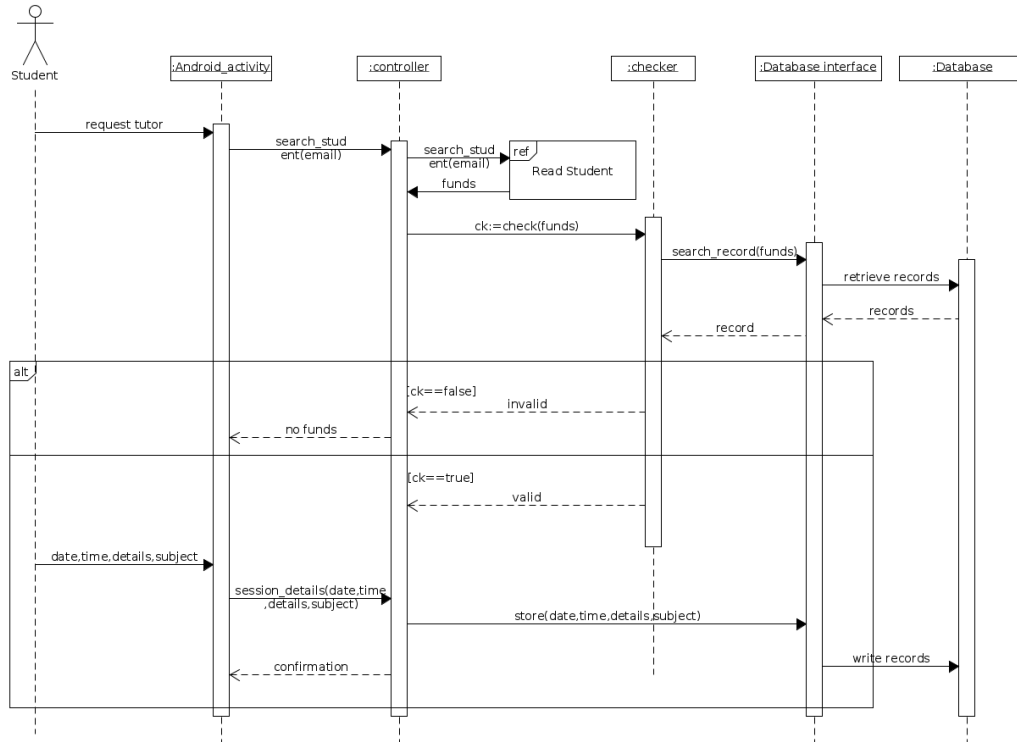 Student
:Android_activity
:controller
:checker
:Database interface
:Database
request tutor
search_stud
ent(email)
search_stud
ent(email)
ref
Read Student
funds
ck:=check(funds)
search_record(funds)
retrieve records
records
record
alt
[ck==false]
invalid
no funds
[ck==true]
valid
date,time,details,subject
session_details(date,time
,details,subject)
store(date,time,details,subject)
write records
confirmation